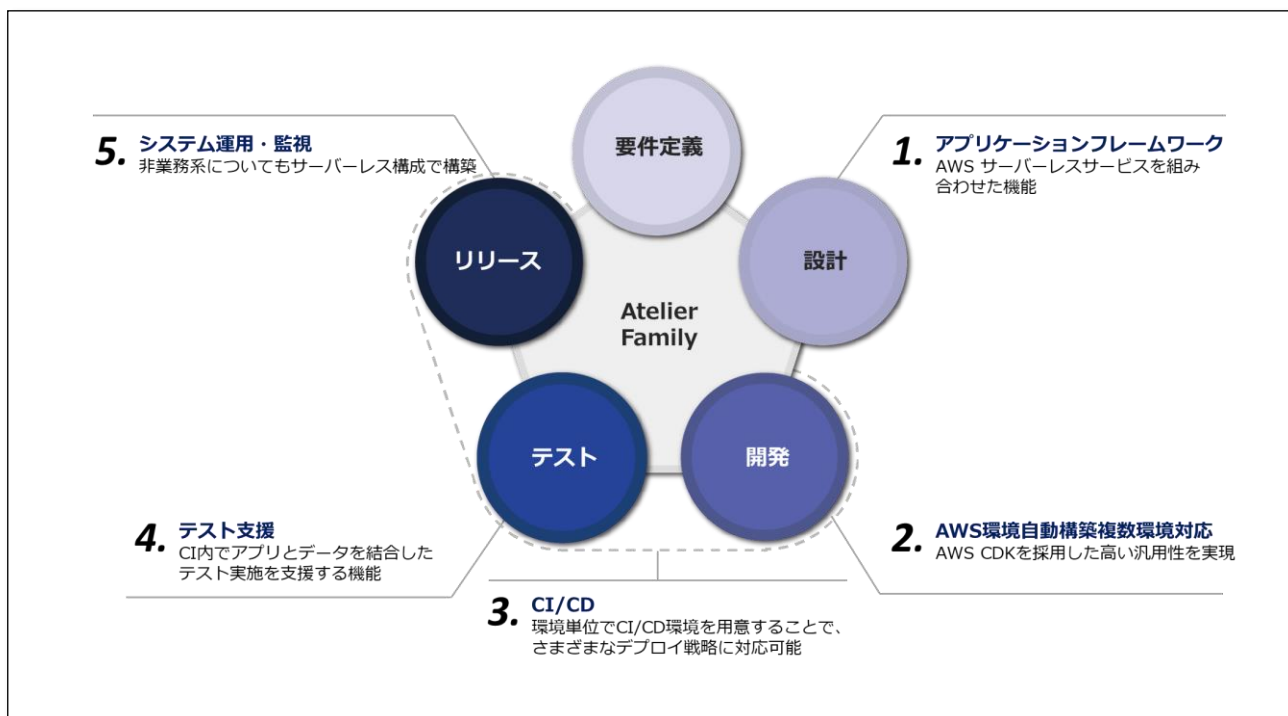 要件定義
5. システム運用・監視
非業務系についてもサーバーレス構成で構築
1. アプリケーションフレームワーク
AWS サーバーレスサービスを組み
合わせた機能
リリース
設計
Atelier
Family
テスト
開発
4. テスト支援
CI内でアプリとデータを結合した
テスト実施を支援する機能
2. AWS環境自動構築複数環境対応
AWS CDKを採用した高い汎用性を実現
3. CI/CD
環境単位でCI/CD環境を用意することで、
さまざまなデプロイ戦略に対応可能